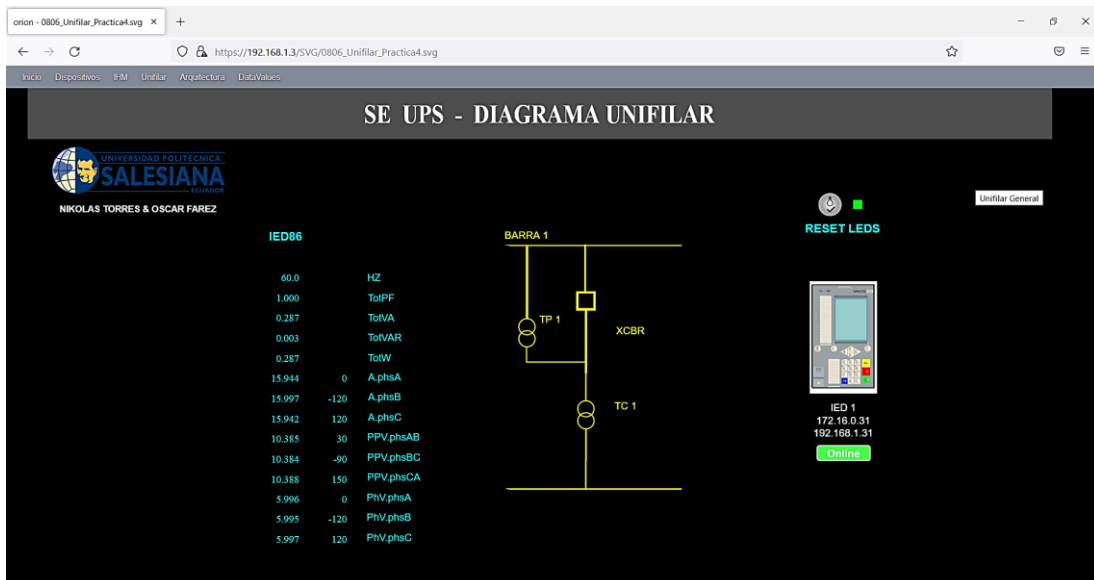 orion - 0806_Unifilar_Practica4.svg
https://192.168.1.3/SVG/0806_Unifilar_Practica4.svg
Inicio Dispositivos IHM Unifilar Arquitectura DataValues
SE UPS - DIAGRAMA UNIFILAR
UNIVERSIDAD POLITÉCNICA
SALESIANA
ECUADOR
NIKOLAS TORRES & OSCAR FAREZ
Unifilar General
RESET LEDS
IED86
BARRA 1
60.0 HZ
1.000 TotPF
0.287 TotVA
0.003 TotVAR
0.287 TotW
15.944 0 A.phsA
15.997 -120 A.phsB
15.942 120 A.phsC
10.385 30 PPV.phsAB
10.384 -90 PPV.phsBC
10.388 150 PPV.phsCA
5.996 0 PhV.phsA
5.995 -120 PhV.phsB
5.997 120 PhV.phsC
TP 1
XCBR
TC 1
IED 1
172.16.0.31
192.168.1.31
Online